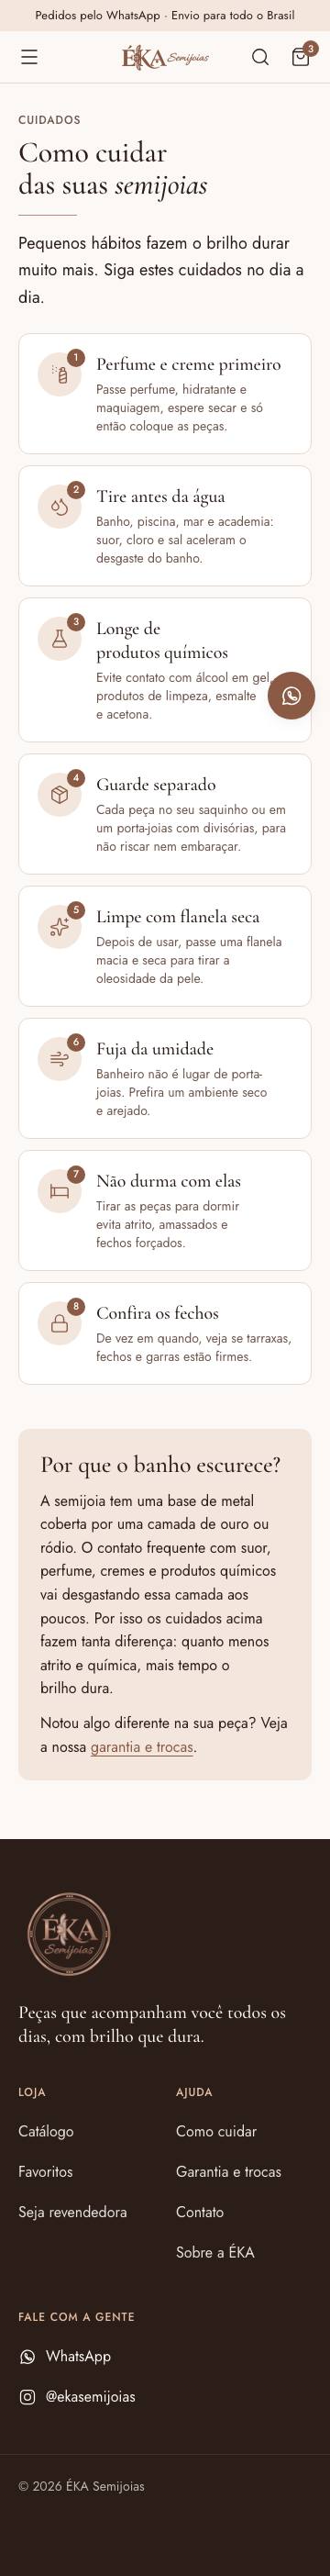 Pedidos pelo WhatsApp · Envio para todo o Brasil
ÉKA Semijoias
3
CUIDADOS
Como cuidar
das suas semijoias
Pequenos hábitos fazem o brilho durar
muito mais. Siga estes cuidados no dia a
dia.
1
Perfume e creme primeiro
Passe perfume, hidratante e
maquiagem, espere secar e só
então coloque as peças.
2
Tire antes da água
Banho, piscina, mar e academia:
suor, cloro e sal aceleram o
desgaste do banho.
3
Longe de
produtos químicos
Evite contato com álcool em gel,
produtos de limpeza, esmalte
e acetona.
4
Guarde separado
Cada peça no seu saquinho ou em
um porta-joias com divisórias, para
não riscar nem embaraçar.
5
Limpe com flanela seca
Depois de usar, passe uma flanela
macia e seca para tirar a
oleosidade da pele.
6
Fuja da umidade
Banheiro não é lugar de porta-
joias. Prefira um ambiente seco
e arejado.
7
Não durma com elas
Tirar as peças para dormir
evita atrito, amassados e
fechos forçados.
8
Confira os fechos
De vez em quando, veja se tarraxas,
fechos e garras estão firmes.
Por que o banho escurece?
A semijoia tem uma base de metal
coberta por uma camada de ouro ou
ródio. O contato frequente com suor,
perfume, cremes e produtos químicos
vai desgastando essa camada aos
poucos. Por isso os cuidados acima
fazem tanta diferença: quanto menos
atrito e química, mais tempo o
brilho dura.
Notou algo diferente na sua peça? Veja
a nossa garantia e trocas.
ÉKA
Semijoias
Peças que acompanham você todos os
dias, com brilho que dura.
LOJA
Catálogo
Favoritos
Seja revendedora
AJUDA
Como cuidar
Garantia e trocas
Contato
Sobre a ÉKA
FALE COM A GENTE
WhatsApp
@ekasemijoias
© 2026 ÉKA Semijoias